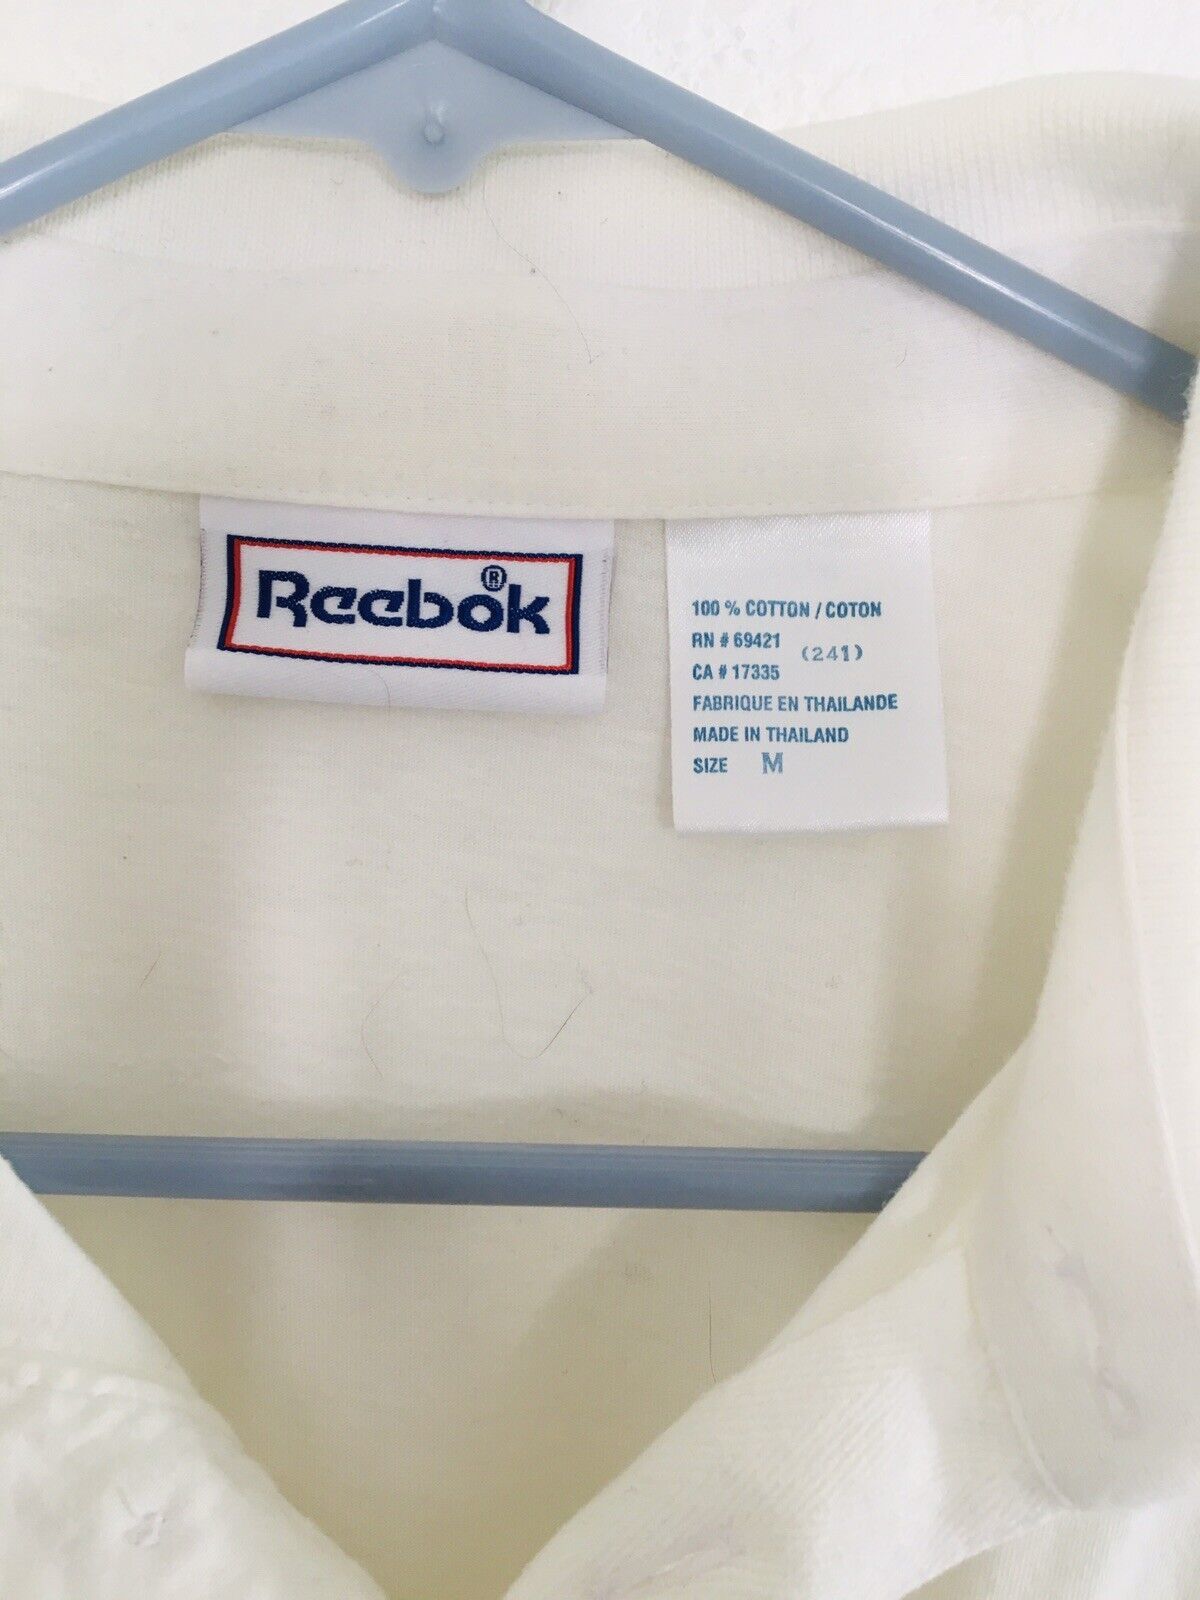 Reebok®
100 % COTTON / COTON
RN # 69421 (241)
CA # 17335
FABRIQUE EN THAILANDE
MADE IN THAILAND
SIZE M